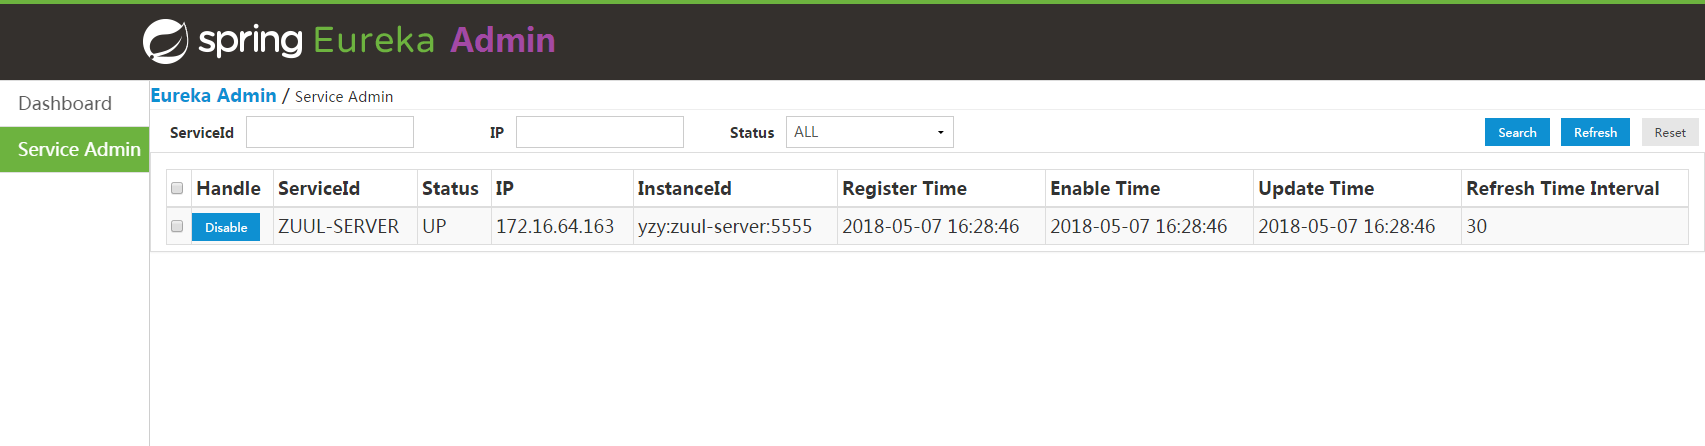 spring Eureka Admin
Dashboard
Service Admin
Eureka Admin / Service Admin
ServiceId IP Status ALL Search Refresh Reset
Handle ServiceId Status IP InstanceId Register Time Enable Time Update Time Refresh Time Interval
Disable ZUUL-SERVER UP 172.16.64.163 yzy:zuul-server:5555 2018-05-07 16:28:46 2018-05-07 16:28:46 2018-05-07 16:28:46 30